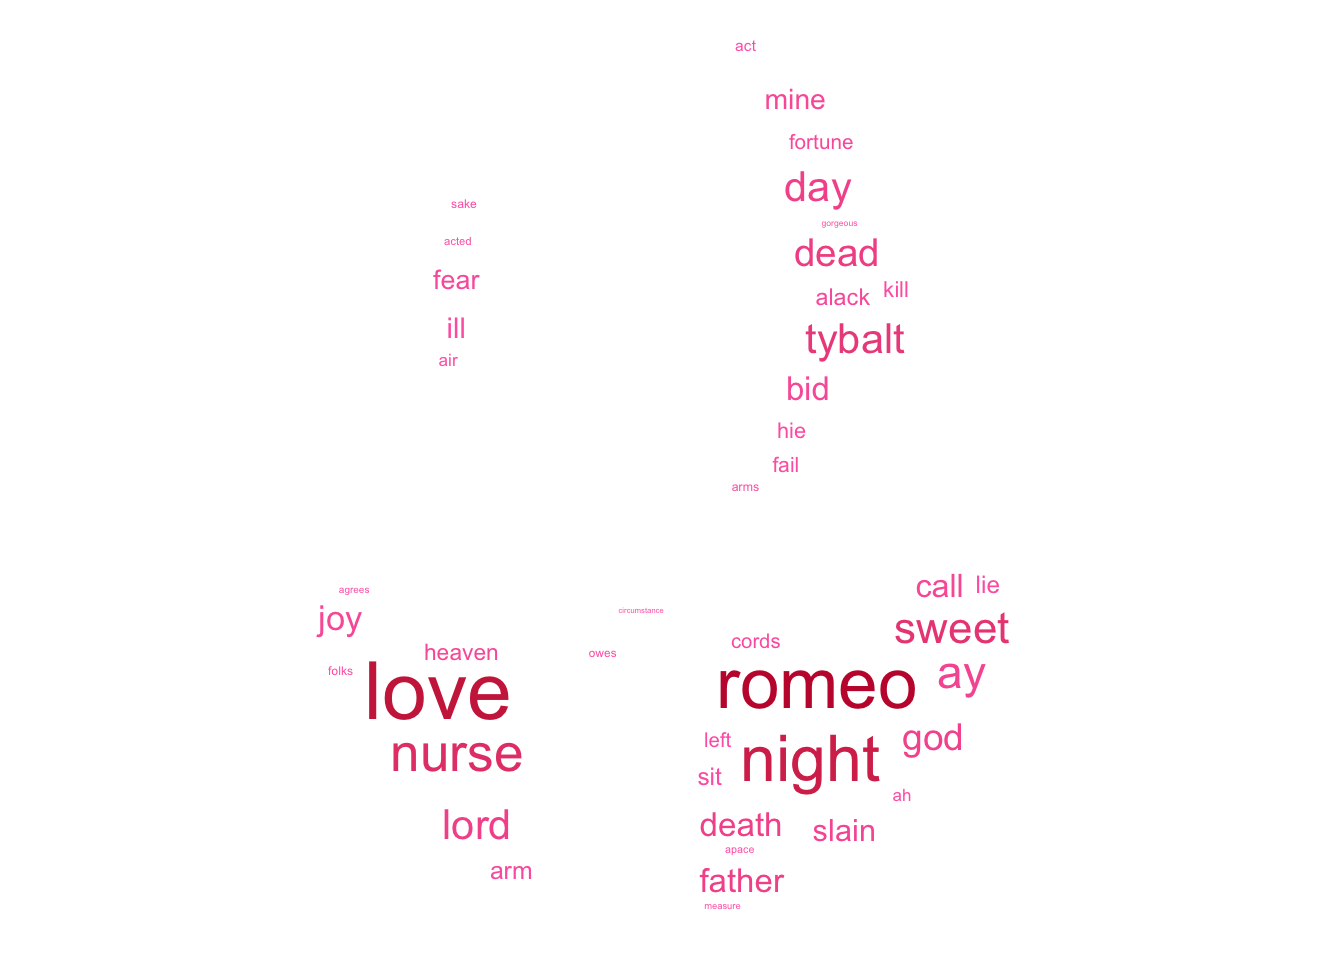 act
mine
fortune
day
sake
gorgeous
acted
dead
fear
kill
alack
ill
tybalt
air
bid
hie
fail
arms
call
lie
agrees
circumstance
joy
sweet
cords
heaven
owes
folks
ay
love
romeo
left
god
nurse
night
sit
ah
lord
death
slain
apace
arm
father
measure